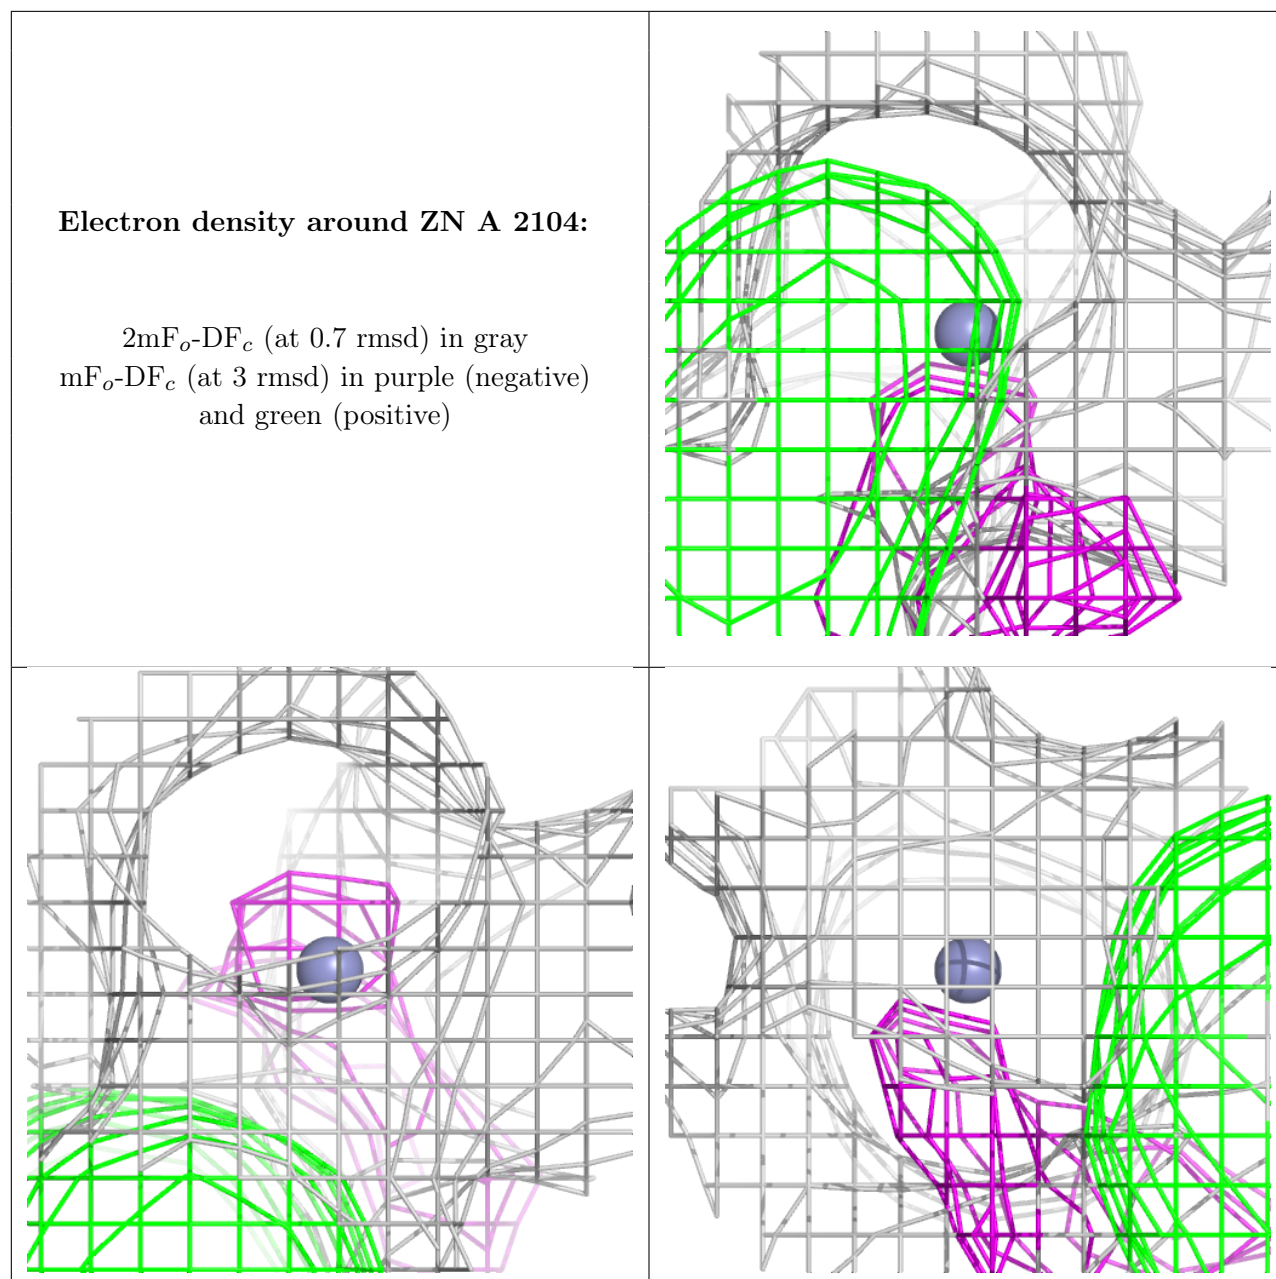 Electron density around ZN A 2104:
2mFo-DFc (at 0.7 rmsd) in gray
mFo-DFc (at 3 rmsd) in purple (negative)
and green (positive)